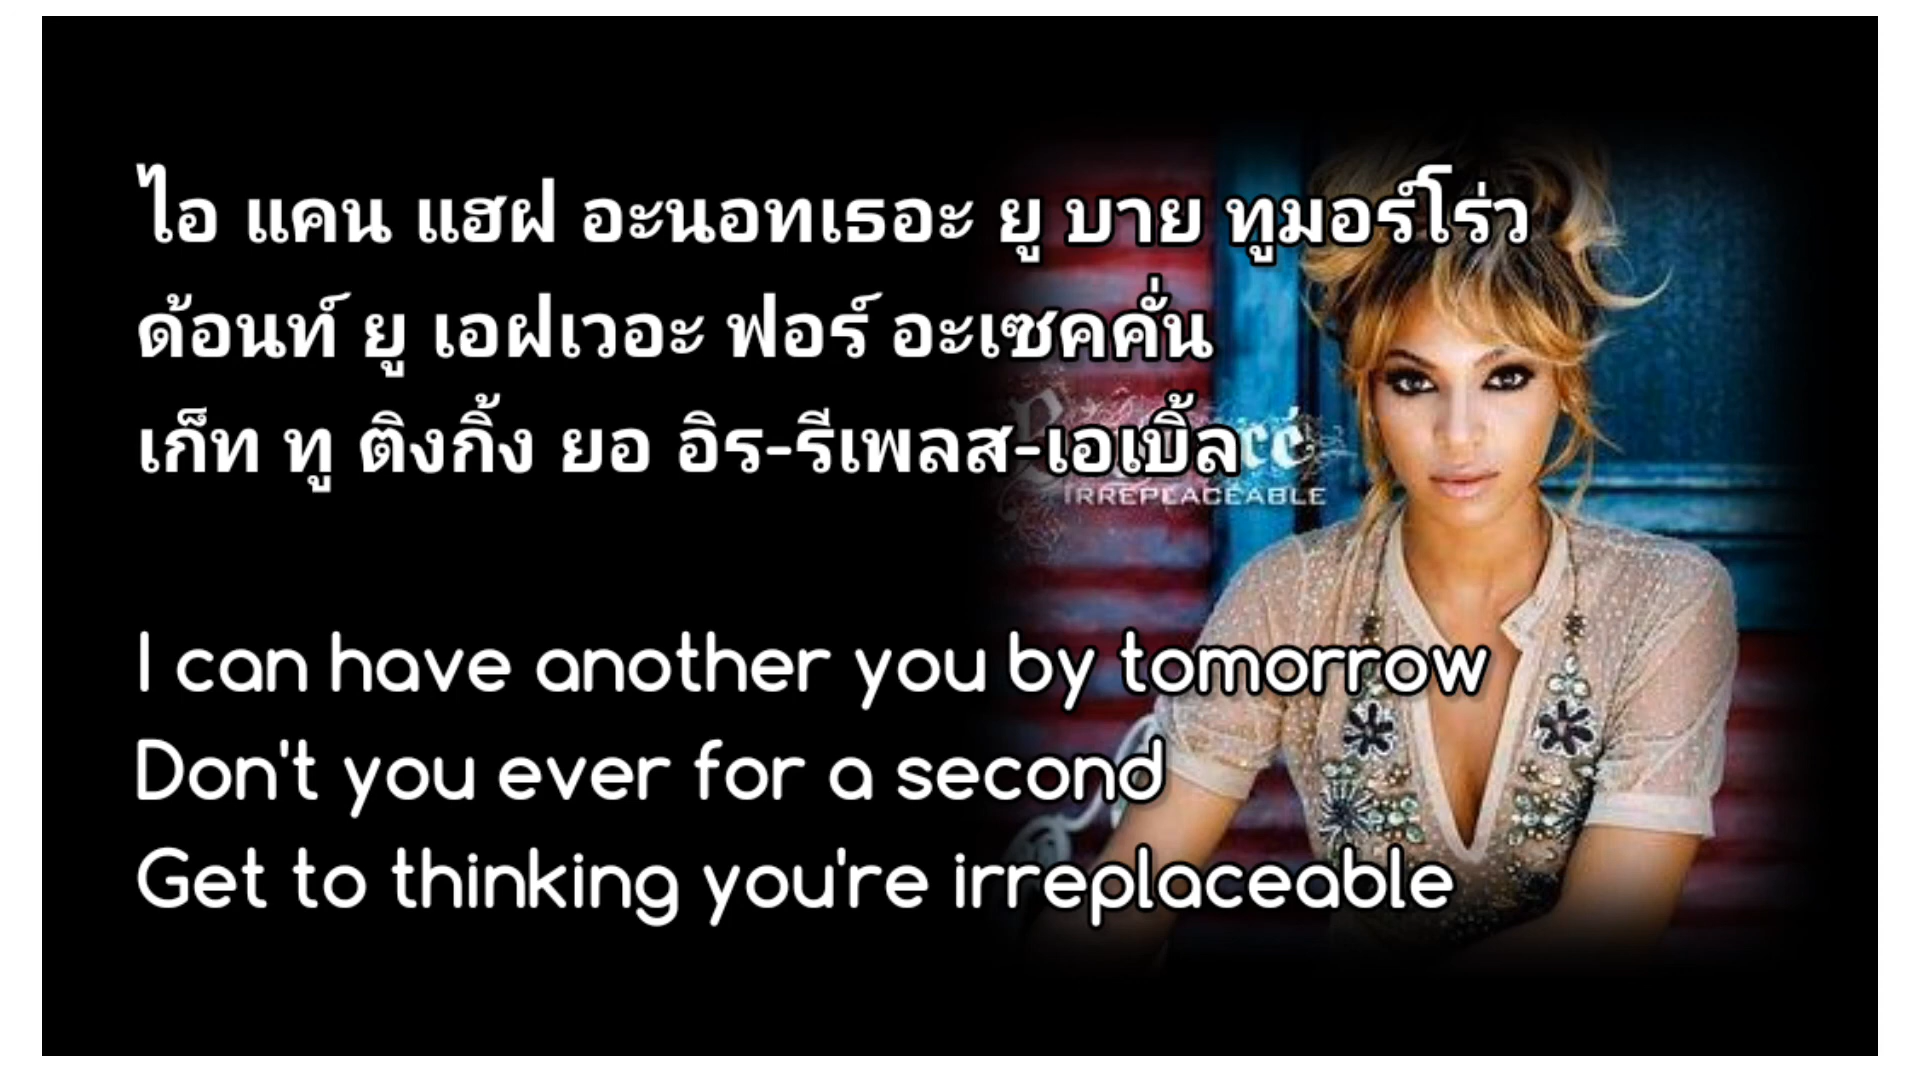 ไอ แคน แฮฝ อะนอทเธอะ ยู บาย ทูมอร์โร่ว
ด้อนท์ ยู เอฝเวอะ ฟอร์ อะเซคคั่น
เก็ท ทู ติงกิ้ง ยอ อิร-รีเพลส-เอเบิ้ล
IRREPLACEABLE
I can have another you by tomorrow
Don't you ever for a second
Get to thinking you're irreplaceable